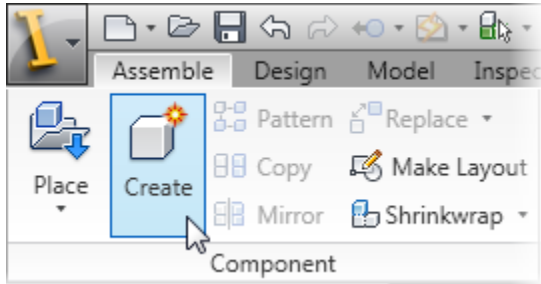 Assemble Design Model Inspec
Place
Create
Pattern
Copy
Mirror
Replace
Make Layout
Shrinkwrap
Component